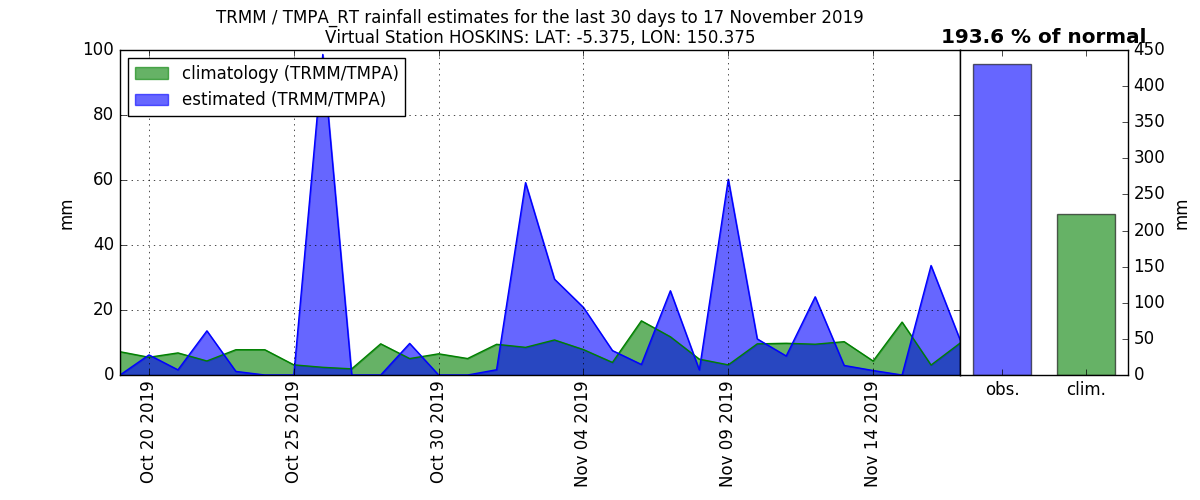 TRMM / TMPA_RT rainfall estimates for the last 30 days to 17 November 2019
Virtual Station HOSKINS: LAT: -5.375, LON: 150.375
193.6 % of normal
climatology (TRMM/TMPA)
estimated (TRMM/TMPA)
mm
100
80
60
40
20
0
Oct 20 2019
Oct 25 2019
Oct 30 2019
Nov 04 2019
Nov 09 2019
Nov 14 2019
450
400
350
300
250
200
150
100
50
0
mm
obs.
clim.